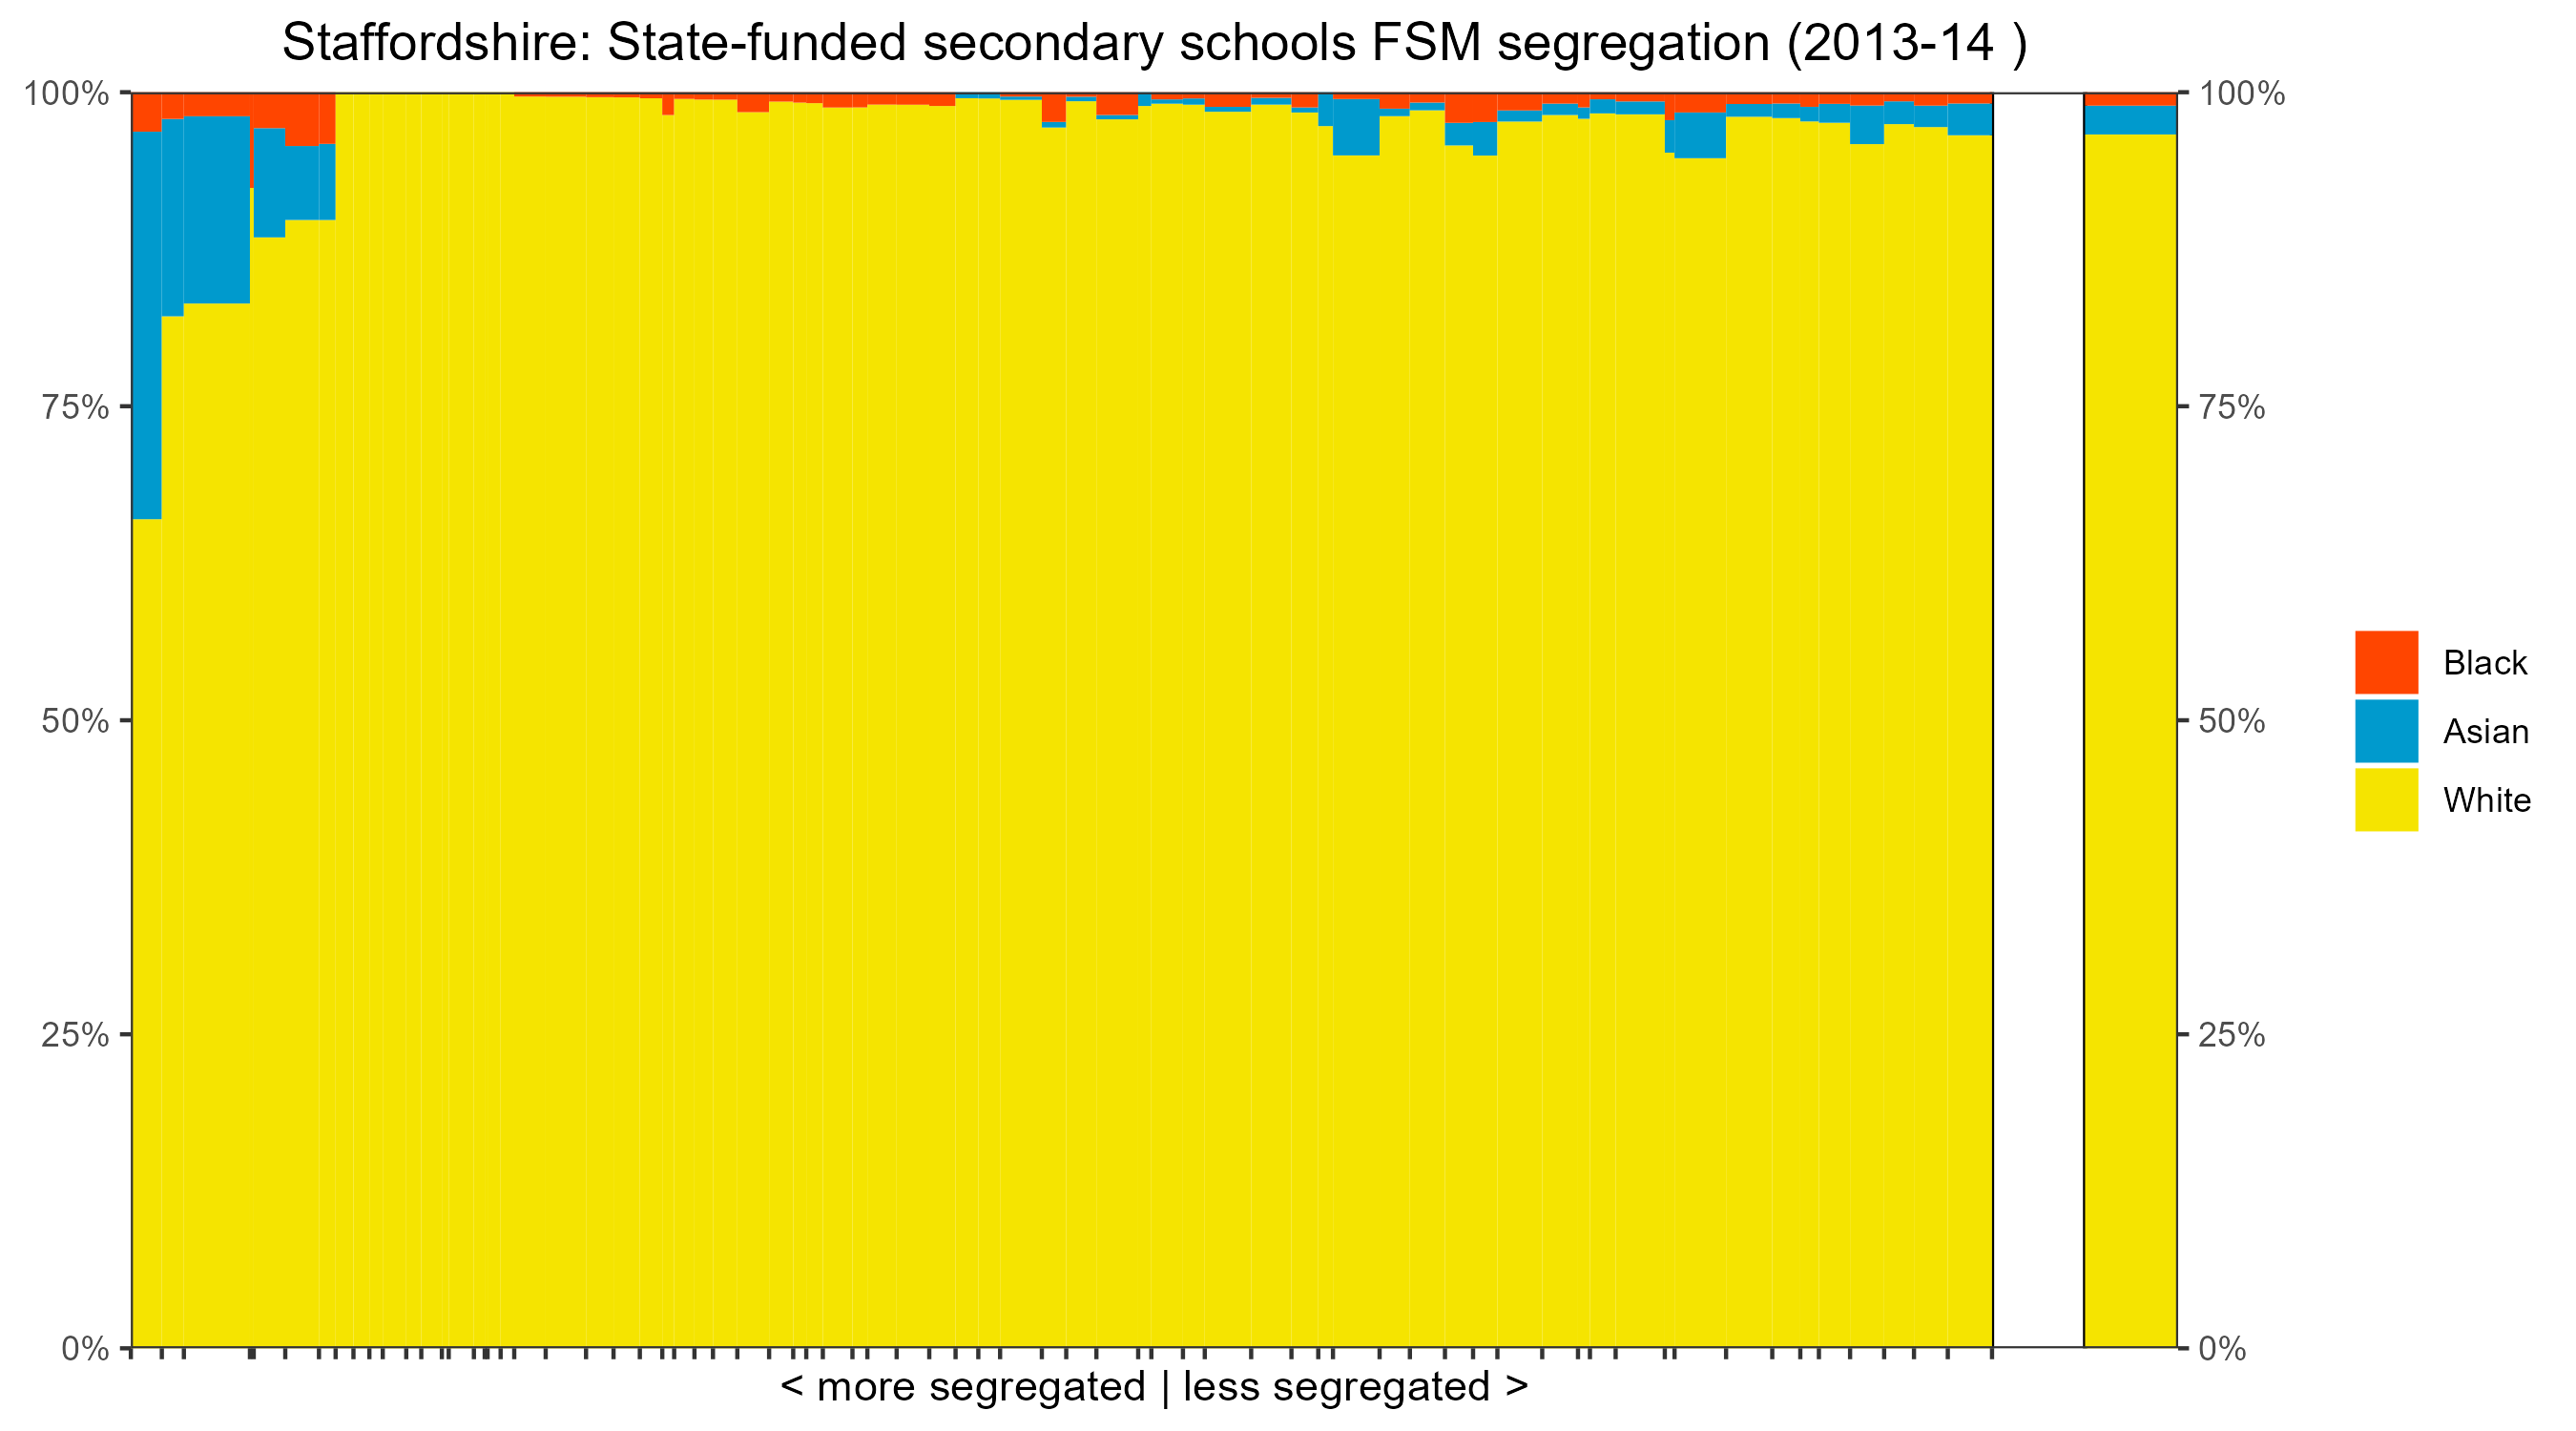 Staffordshire: State-funded secondary schools FSM segregation (2013-14 )
100%
75%
50%
25%
0%
100%
75%
50%
25%
0%
Black
Asian
White
< more segregated | less segregated >